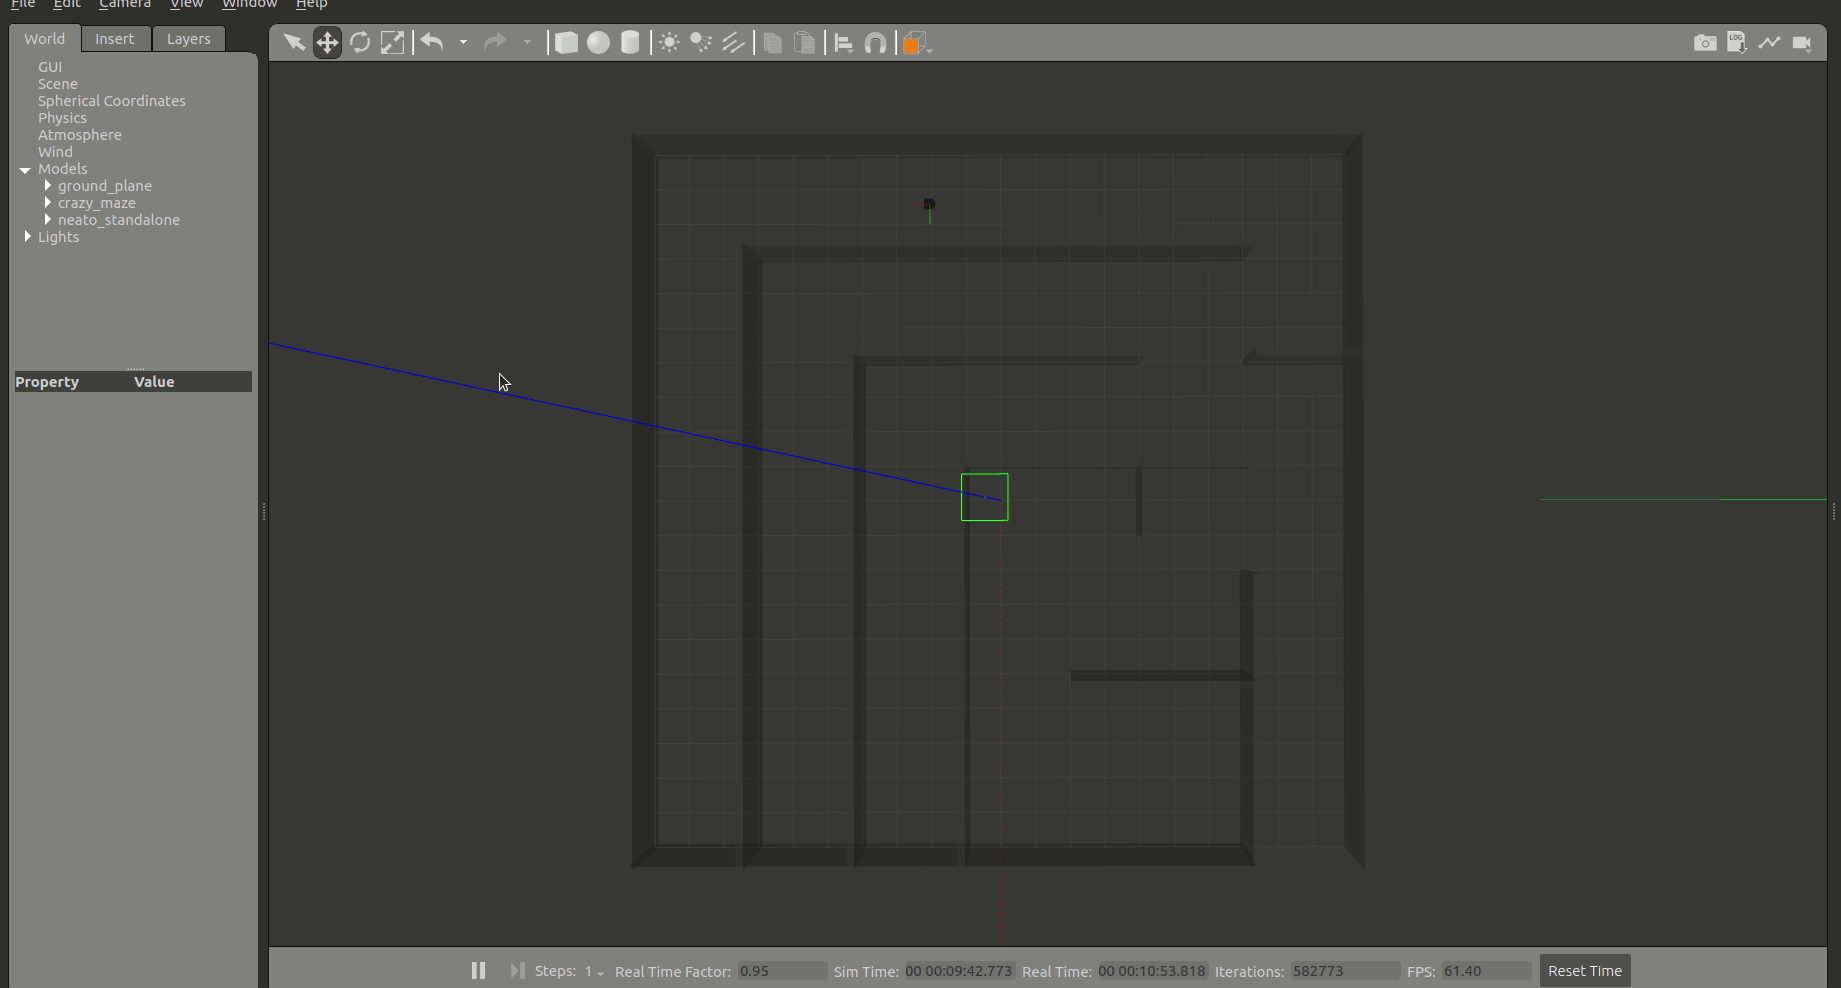 File Edit Camera View Window Help
World Insert Layers
GUI
Scene
Spherical Coordinates
Physics
Atmosphere
Wind
Models
ground_plane
crazy_maze
neato_standalone
Lights
Property Value
LOG
Steps: 1 Real Time Factor: 0.95 Sim Time: 00 00:09:42.773 Real Time: 00 00:10:53.818 Iterations: 582773 FPS: 61.40 Reset Time